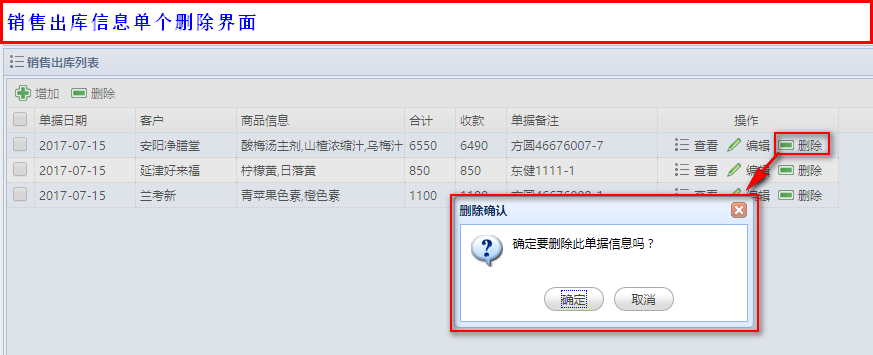 销售出库信息单个删除界面
销售出库列表
增加 删除
单据日期 客户 商品信息 合计 收款 单据备注 操作
2017-07-15 安阳净膳堂 酸梅汤主剂,山楂浓缩汁,乌梅汁 6550 6490 方圆46676007-7 查看 编辑 删除
2017-07-15 延津好来福 柠檬黄,日落黄 850 850 东健1111-1 查看 编辑 删除
2017-07-15 兰考新 青苹果色素,橙色素 1100 查看 编辑 删除
删除确认
确定要删除此单据信息吗？
确定 取消